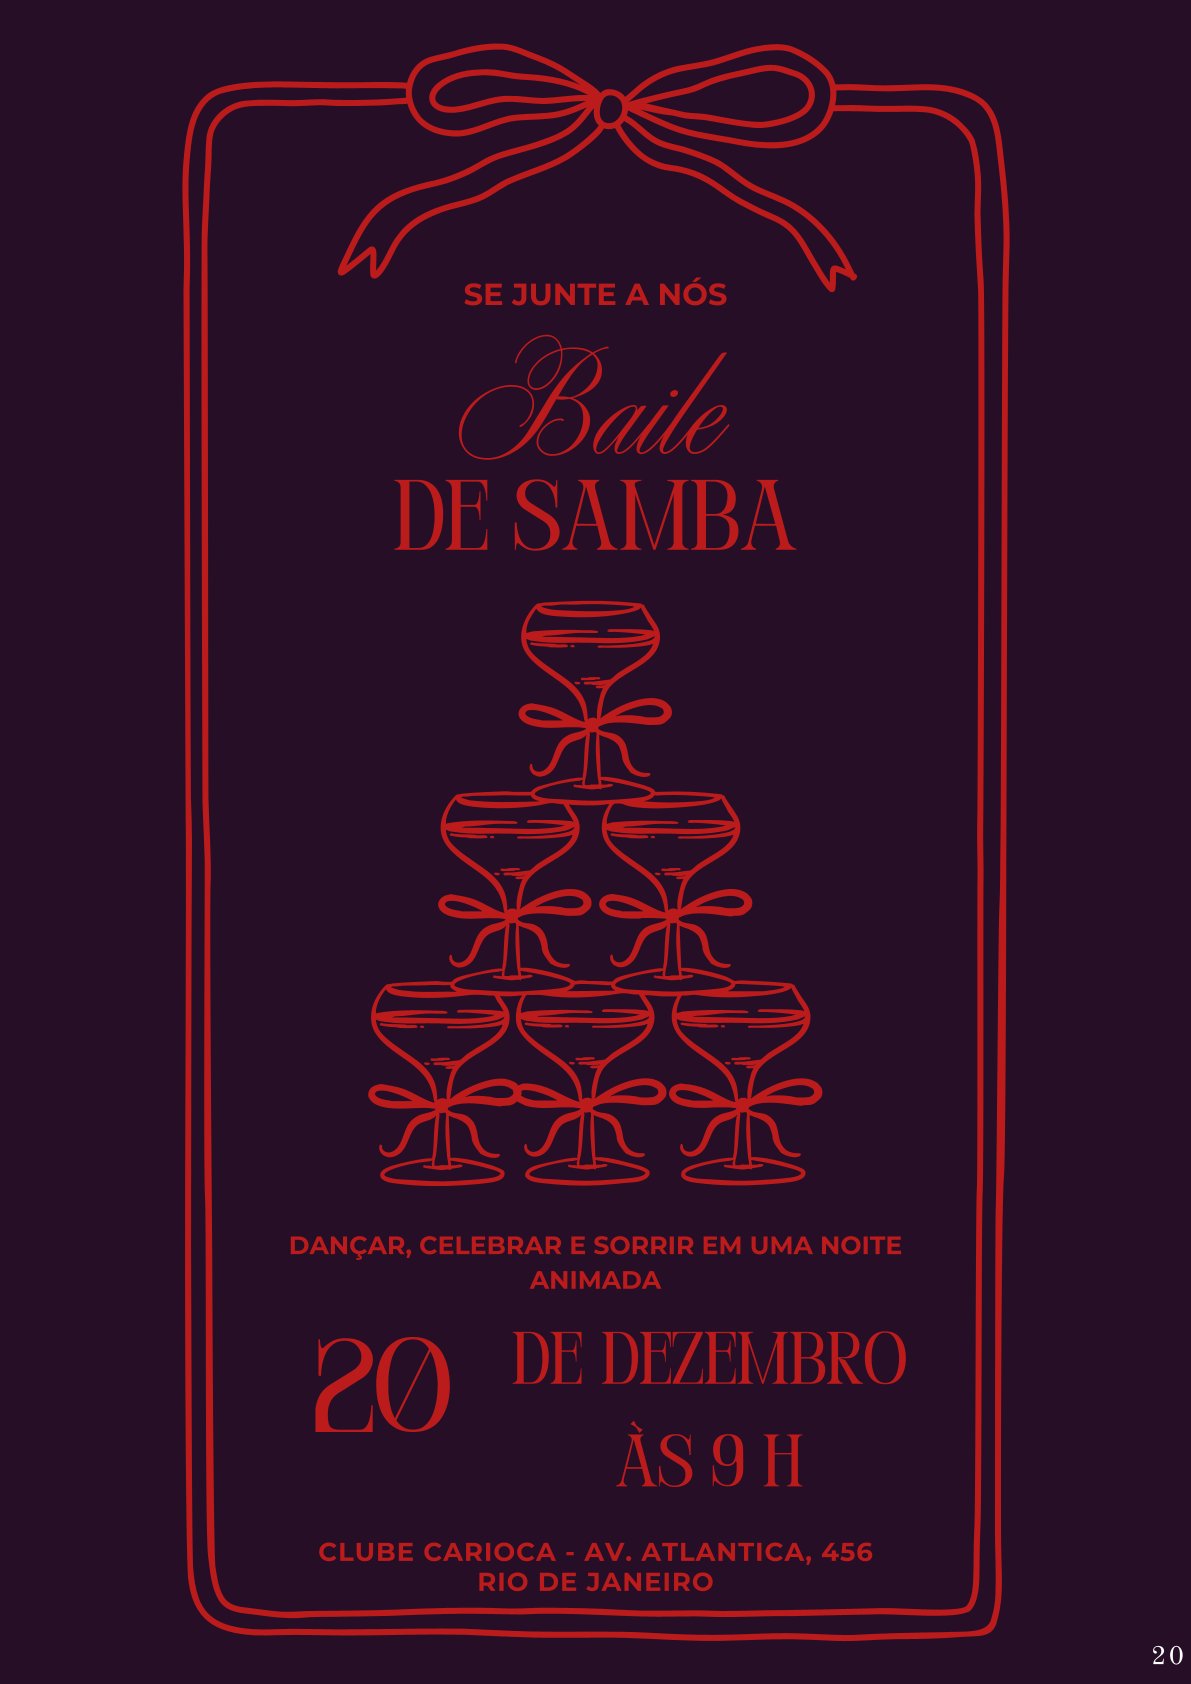 SE JUNTE A NÓS
Baile
DE SAMBA
DANÇAR, CELEBRAR E SORRIR EM UMA NOITE
ANIMADA
20 DE DEZEMBRO
ÀS 9 H
CLUBE CARIOCA - AV. ATLANTICA, 456
RIO DE JANEIRO
20